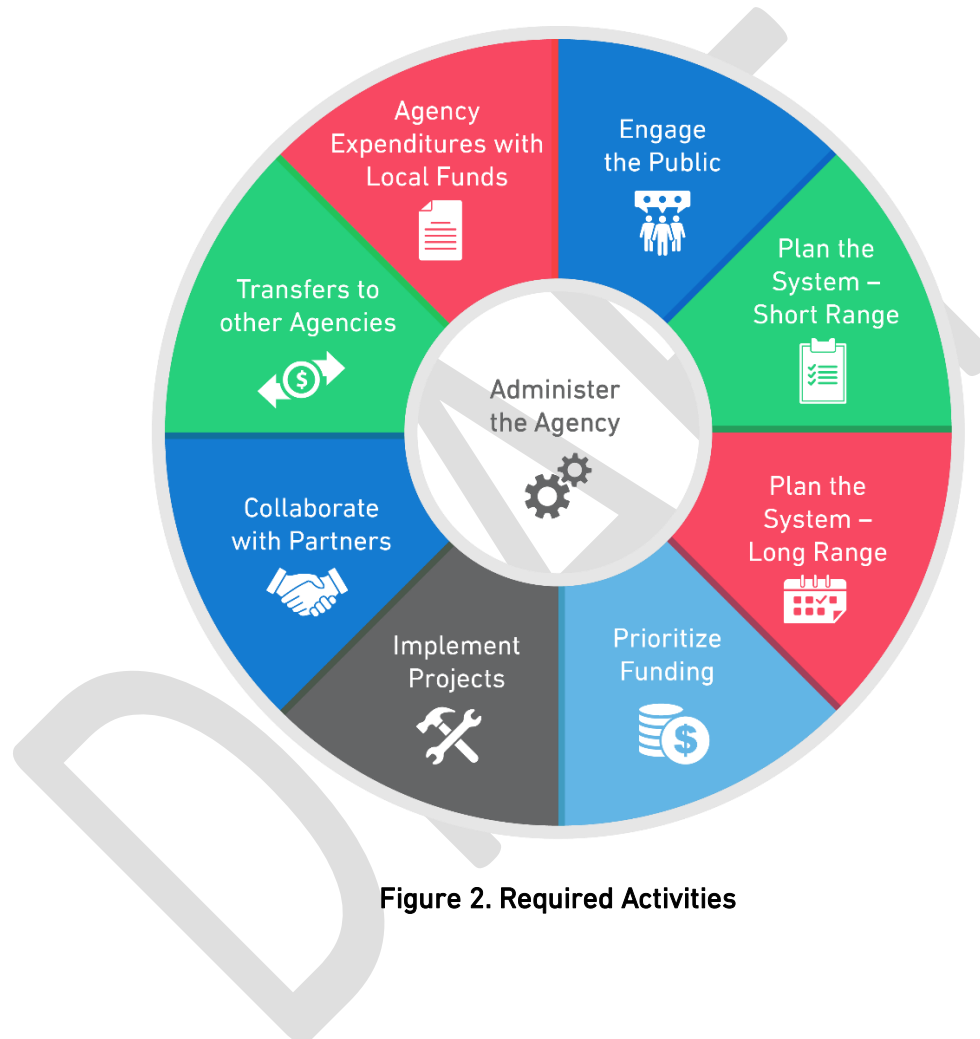 Agency
Expenditures with
Local Funds
Engage
the Public
Plan the
System –
Short Range
Transfers to
other Agencies
$
Administer
the Agency
Plan the
System –
Long Range
Collaborate
with Partners
Implement
Projects
Prioritize
Funding
$
Figure 2. Required Activities